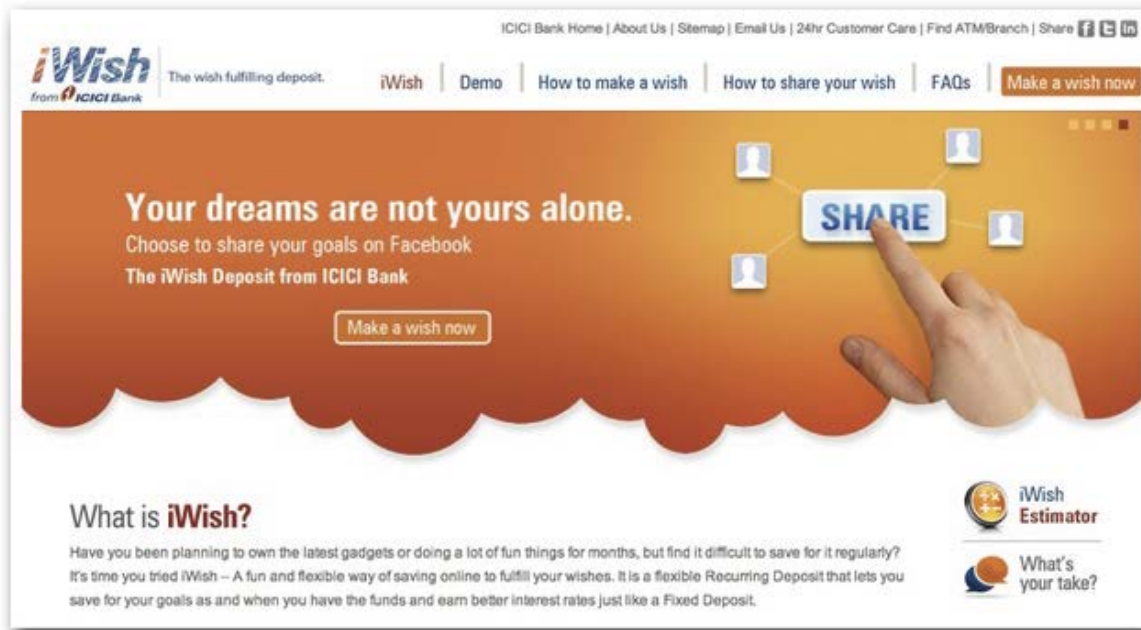 ICICI Bank Home | About Us | Sitemap | Email Us | 24hr Customer Care | Find ATM/Branch | Share
iWish
from ICICI Bank
The wish fulfilling deposit.
iWish | Demo | How to make a wish | How to share your wish | FAQs | Make a wish now
Your dreams are not yours alone.
Choose to share your goals on Facebook
The iWish Deposit from ICICI Bank
Make a wish now
SHARE
What is iWish?
Have you been planning to own the latest gadgets or doing a lot of fun things for months, but find it difficult to save for it regularly?
It's time you tried iWish – A fun and flexible way of saving online to fulfill your wishes. It is a flexible Recurring Deposit that lets you
save for your goals as and when you have the funds and earn better interest rates just like a Fixed Deposit.
iWish
Estimator
What's
your take?